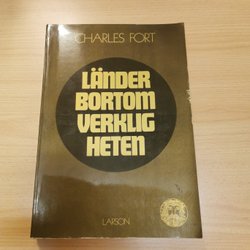 CHARLES FORT
LÄNDER
BORTOM
VERKLIG
HETEN
LARSON